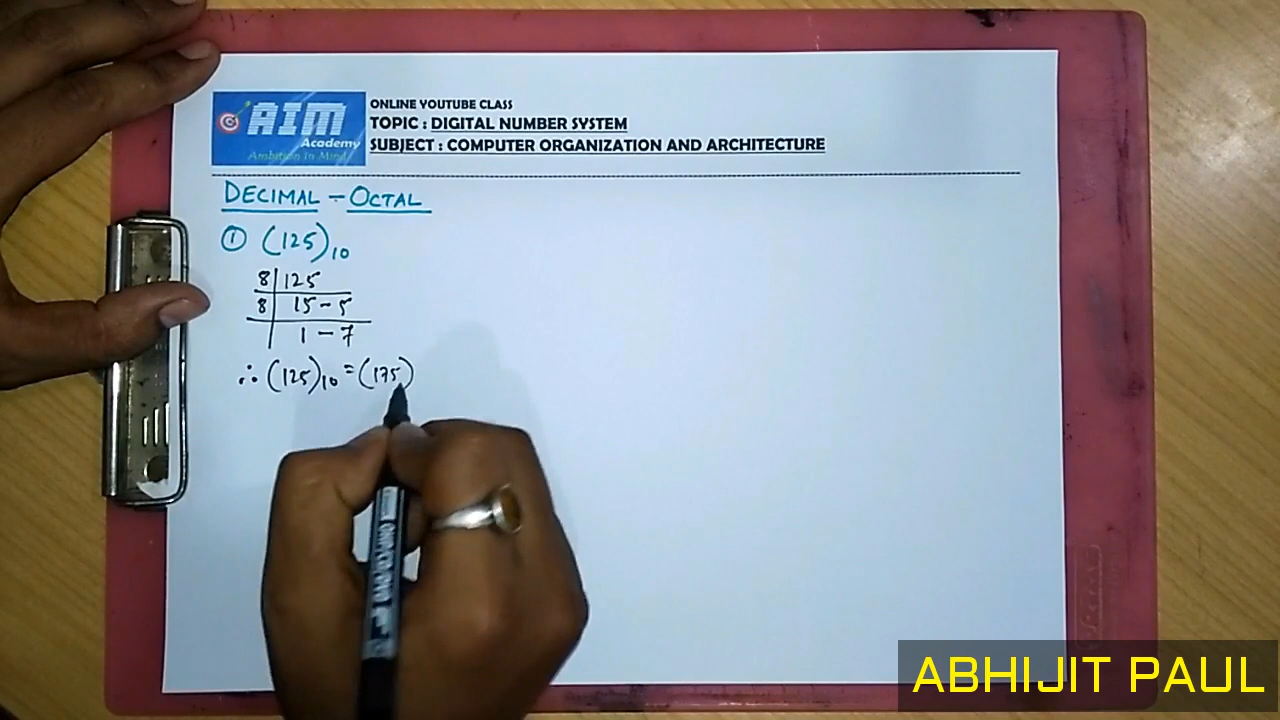 AIM
Academy
Ambition In Mind
ONLINE YOUTUBE CLASS
TOPIC : DIGITAL NUMBER SYSTEM
SUBJECT : COMPUTER ORGANIZATION AND ARCHITECTURE
DECIMAL - OCTAL
① (125)10
8 | 125
8 | 15 - 5
| 1 - 7
∴ (125)10 = (175)
ABHIJIT PAUL